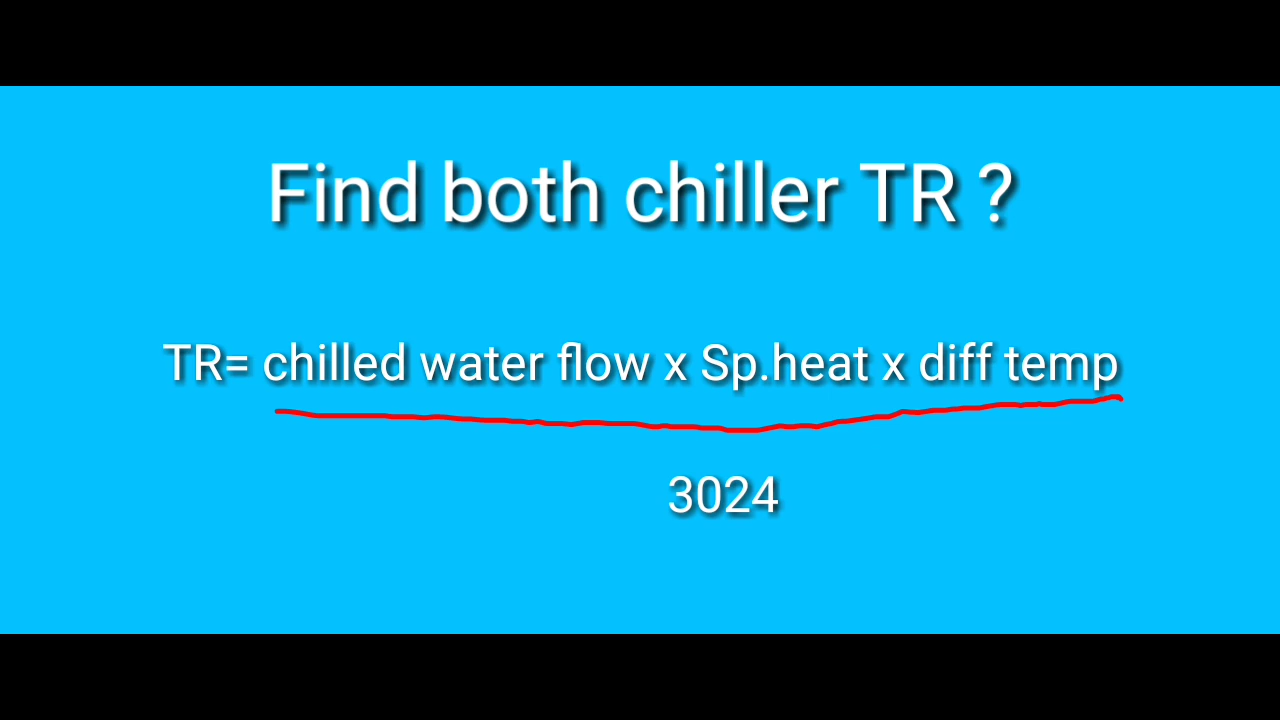 Find both chiller TR ?
TR= chilled water flow x Sp.heat x diff temp
3024